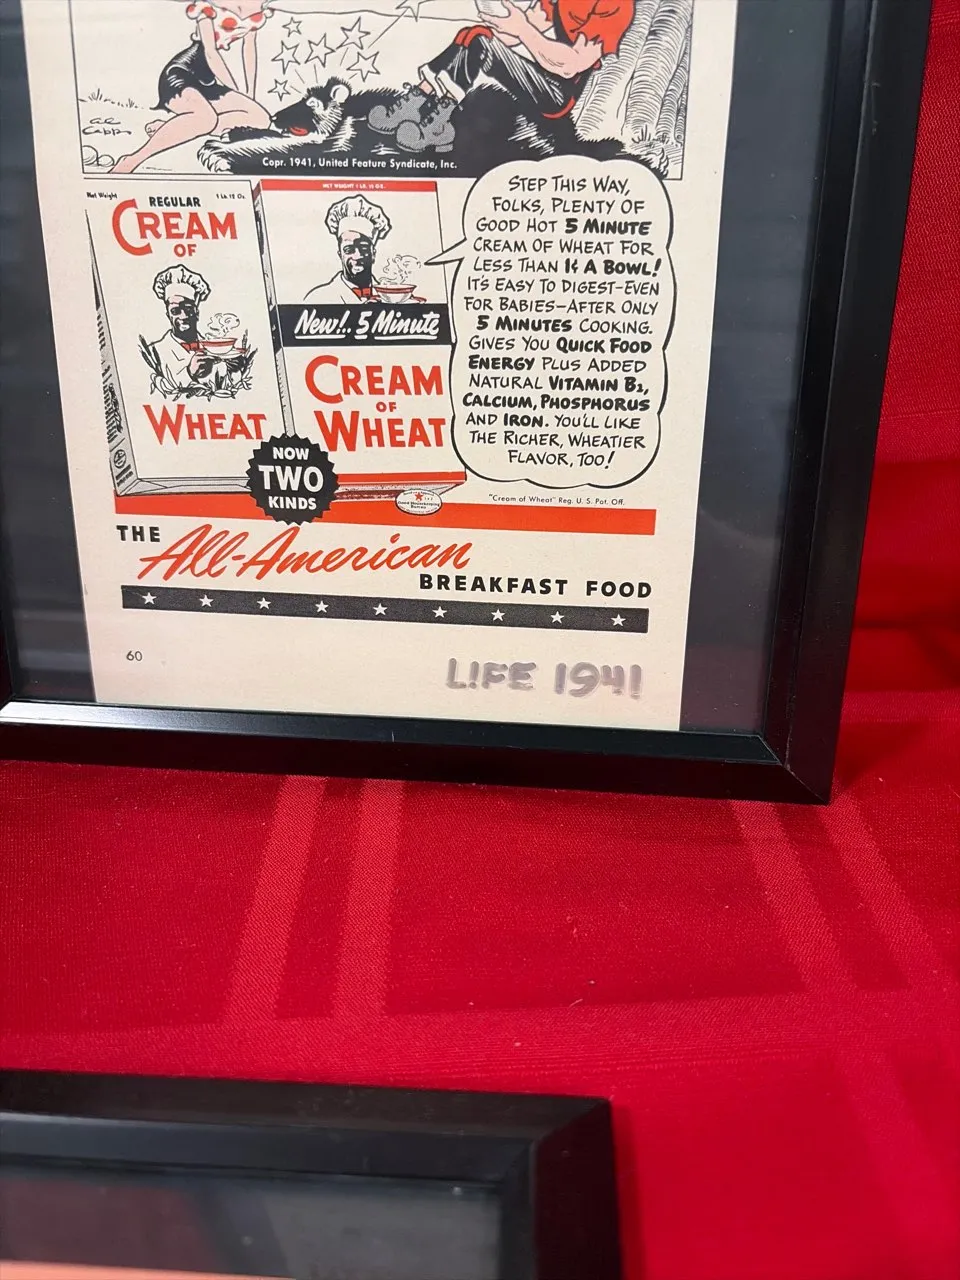 Al
Capp
Copr. 1941, United Feature Syndicate, Inc.
Net Weight
REGULAR
1 Lb. 12 Oz.
CREAM
OF
WHEAT
NET WEIGHT 1 LB. 12 OZ.
New!.. 5 Minute
CREAM
OF
WHEAT
NOW
TWO
KINDS
STEP THIS WAY,
FOLKS, PLENTY OF
GOOD HOT 5 MINUTE
CREAM OF WHEAT FOR
LESS THAN 1¢ A BOWL!
IT'S EASY TO DIGEST-EVEN
FOR BABIES-AFTER ONLY
5 MINUTES COOKING.
GIVES YOU QUICK FOOD
ENERGY PLUS ADDED
NATURAL VITAMIN B₁,
CALCIUM, PHOSPHORUS
AND IRON. YOU'LL LIKE
THE RICHER, WHEATIER
FLAVOR, TOO!
"Cream of Wheat" Reg. U. S. Pat. Off.
THE
All-American
BREAKFAST FOOD
60
LIFE 1941